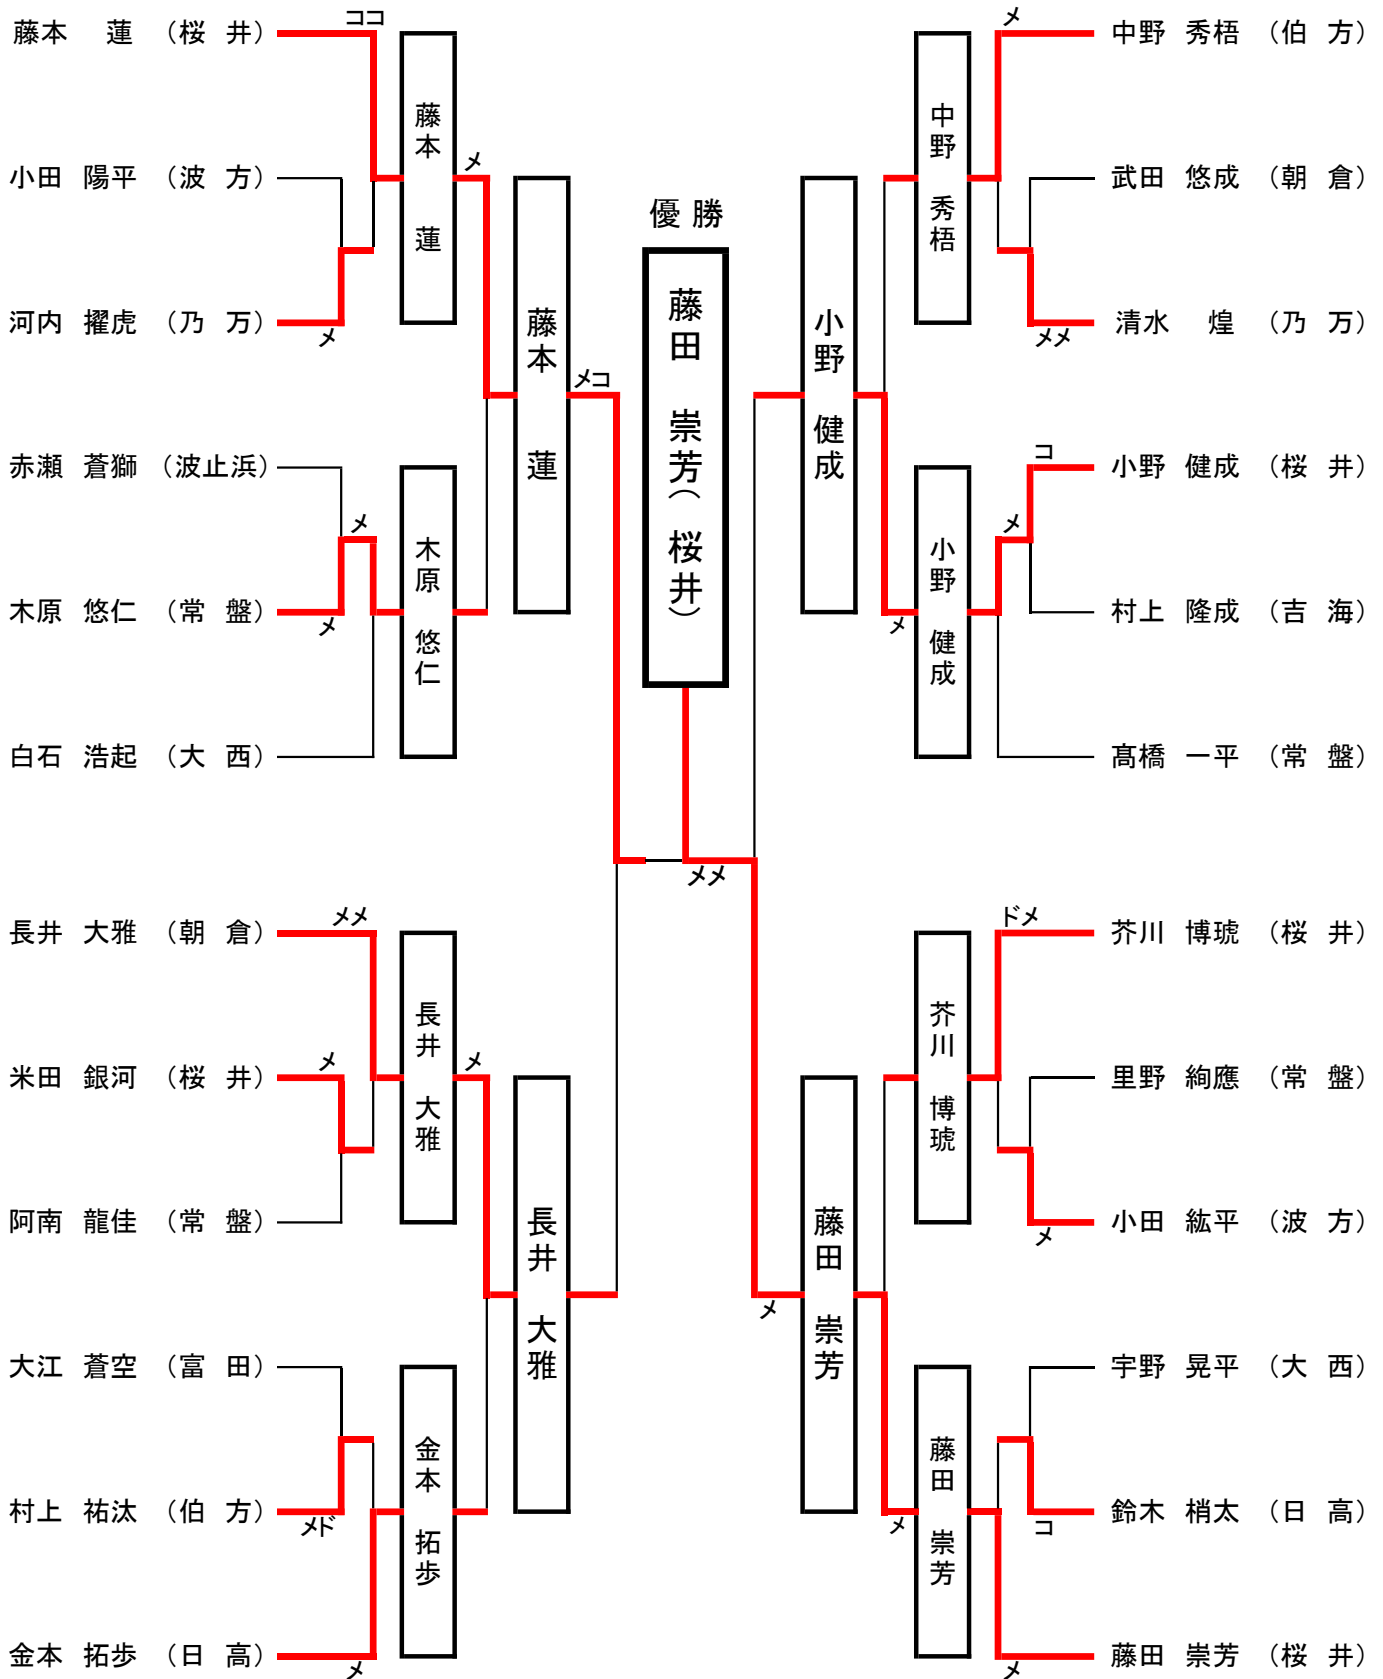 ココ
藤本 蓮 （桜 井）
小田 陽平 （波 方）
河内 擢虎 （乃 万）
メ
赤瀬 蒼獅 （波止浜）
メ
木原 悠仁 （常 盤）
メ
白石 浩起 （大 西）
メメ
長井 大雅 （朝 倉）
メ
米田 銀河 （桜 井）
阿南 龍佳 （常 盤）
大江 蒼空 （富 田）
村上 祐汰 （伯 方）
メド
金本 拓歩 （日 高）
メ
藤本 蓮
メ
木原 悠仁
長井 大雅
メ
金本 拓歩
藤本 蓮
メコ
長井 大雅
優勝
藤田 崇芳（桜井）
メメ
小野 健成
藤田 崇芳
メ
中野 秀梧
小野 健成
メ
芥川 博琥
藤田 崇芳
メ
メ
中野 秀梧 （伯 方）
武田 悠成 （朝 倉）
清水 煌 （乃 万）
メメ
コ
小野 健成 （桜 井）
メ
村上 隆成 （吉 海）
髙橋 一平 （常 盤）
ドメ
芥川 博琥 （桜 井）
里野 絢應 （常 盤）
小田 紘平 （波 方）
メ
宇野 晃平 （大 西）
鈴木 梢太 （日 高）
コ
藤田 崇芳 （桜 井）
メ